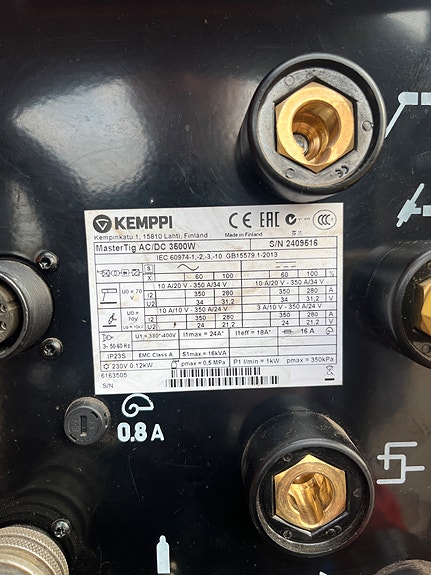 KEMPPI CE EAC CCC
Kempinkatu 1, 15810 Lahti, Finland Made in Finland
MasterTig AC/DC 3500W S/N 2409616
IEC 60974-1,-2,-3,-10 GB15579.1-2013
S
X 60 100 60 100 %
10 A/20 V - 350 A/34 V 10 A/20 V - 350 A/34 V
U0 = 70 V I2 350 280 350 280 A
U2 34 31.2 34 31.2 V
10 A/10 V - 350 A/24 V 3 A/10 V - 350 A/24 V
U0 = 70V I2 350 280 350 280 A
U2 24 21.2 24 21.2 V
3~ 50-60 Hz U1 = 380*400V I1max = 24A* I1eff = 18A* 16 A
IP23S EMC Class A S1max = 16kVA
230V 0.12kW pmax = 0.5 MPa P1 l/min = 1kW pmax = 350kPa
6163505
S/N
0.8 A